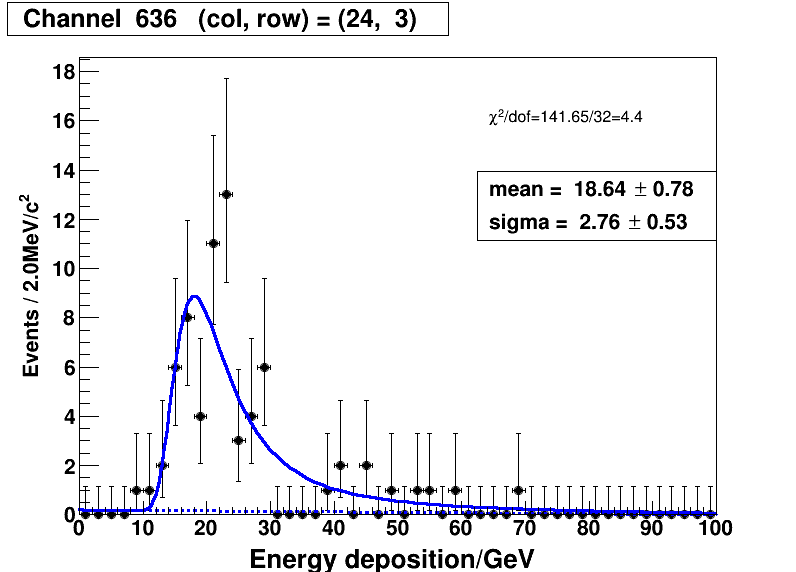 Channel 636 (col, row) = (24, 3)
χ²/dof=141.65/32=4.4
mean = 18.64 ± 0.78
sigma = 2.76 ± 0.53
Events / 2.0MeV/c²
18
16
14
12
10
8
6
4
2
0
0 10 20 30 40 50 60 70 80 90 100
Energy deposition/GeV